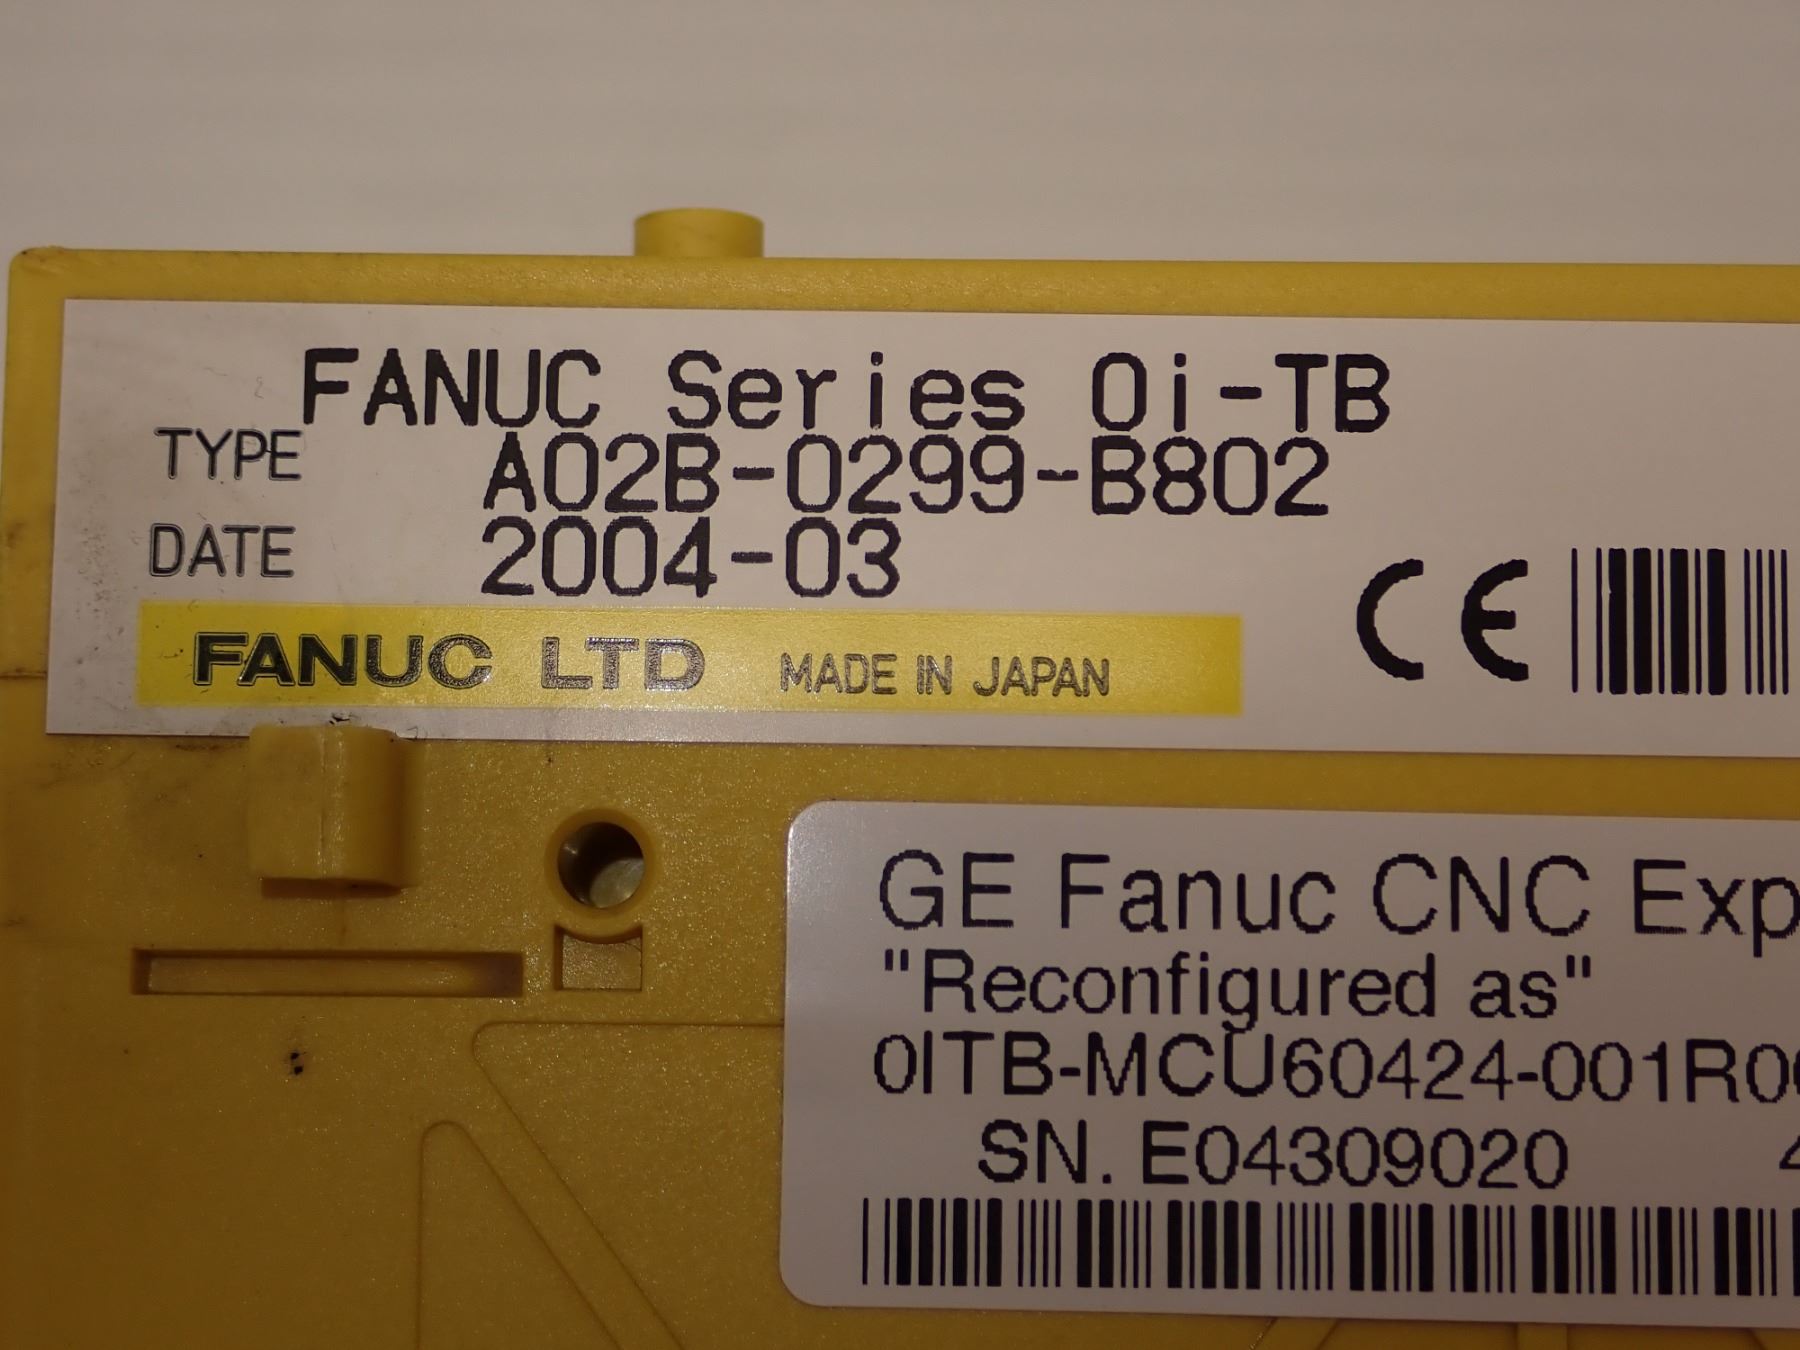 FANUC Series 0i-TB
TYPE A02B-0299-B802
DATE 2004-03
FANUC LTD MADE IN JAPAN
CE
GE Fanuc CNC Exp
"Reconfigured as"
0ITB-MCU60424-001R0
SN. E04309020